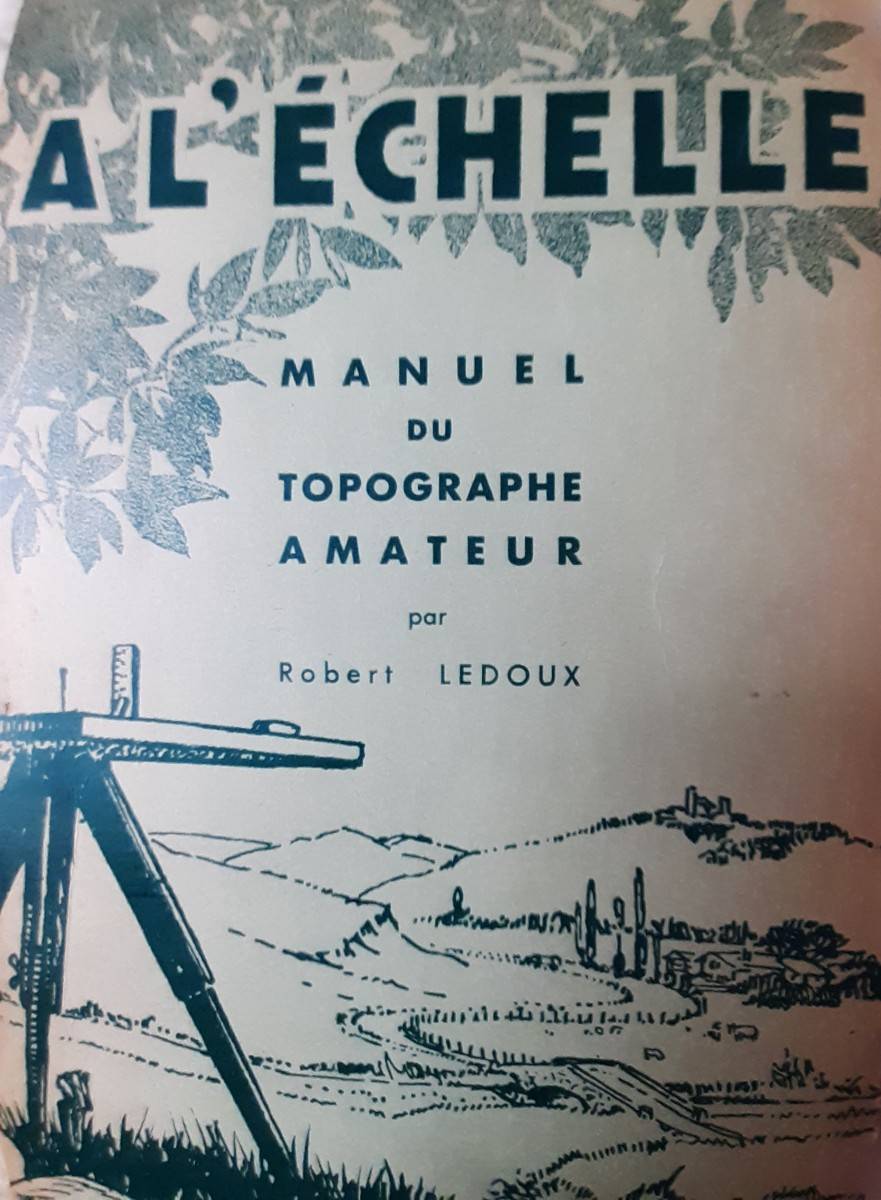 A L'ÉCHELLE
MANUEL
DU
TOPOGRAPHE
AMATEUR
par
Robert LEDOUX